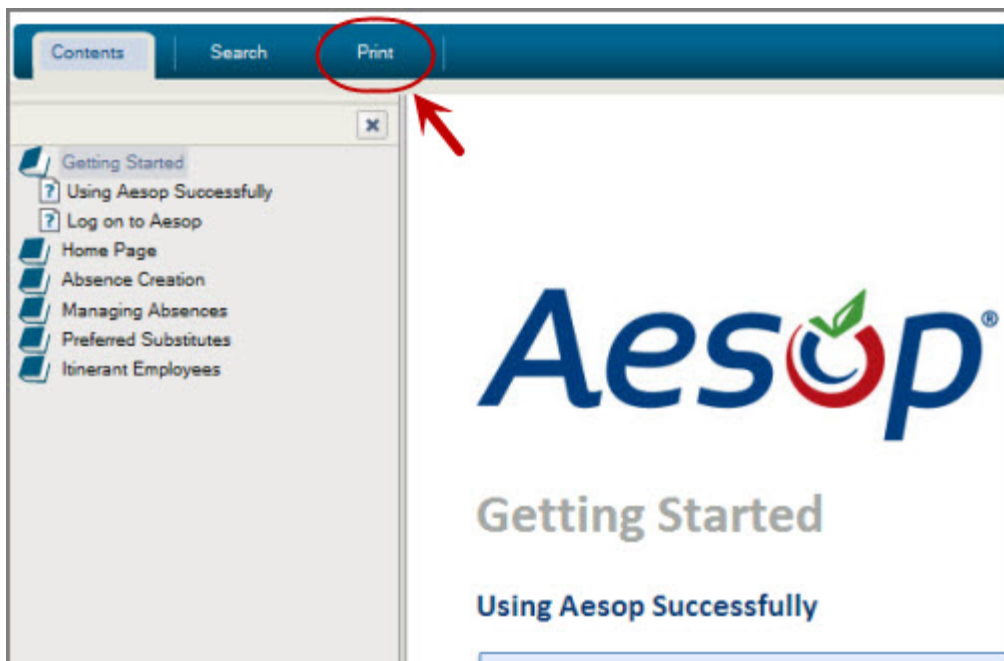 Contents Search Print
Getting Started
Using Aesop Successfully
Log on to Aesop
Home Page
Absence Creation
Managing Absences
Preferred Substitutes
Itinerant Employees
Aesop®
Getting Started
Using Aesop Successfully